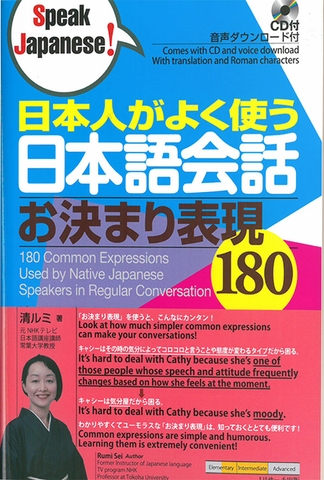 Speak
Japanese!
CD付
音声ダウンロード付
Comes with CD and voice download
With translation and Roman characters
日本人がよく使う
日本語会話
お決まり表現
180
180 Common Expressions
Used by Native Japanese
Speakers in Regular Conversation
清ルミ 著
元 NHK テレビ
日本語講座講師
常葉大学教授
「お決まり表現」を使うと、こんなにカンタン！
Look at how much simpler common expressions
can make your conversations!
キャシーはその時の気分によってコロコロと言うことや態度が変わるタイプだから困る。
It's hard to deal with Cathy because she's one of
those people whose speech and attitude frequently
changes based on how she feels at the moment.
キャシーは気分屋だから困る。
It's hard to deal with Cathy because she's moody.
わかりやすくてユーモラスな「お決まり表現」は、知っておくととても便利です！
Common expressions are simple and humorous.
Learning them is extremely convenient!
Rumi Sei Author
Former Instructor of Japanese language
TV program NHK
Professor at Tokoha University
Elementary Intermediate Advanced